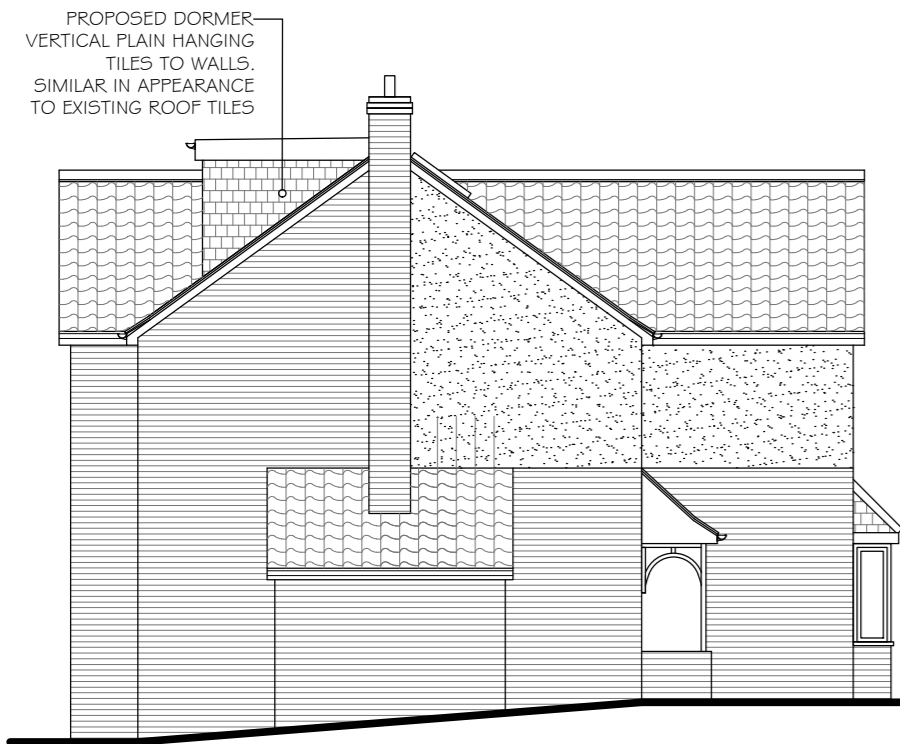 PROPOSED DORMER
VERTICAL PLAIN HANGING
TILES TO WALLS.
SIMILAR IN APPEARANCE
TO EXISTING ROOF TILES